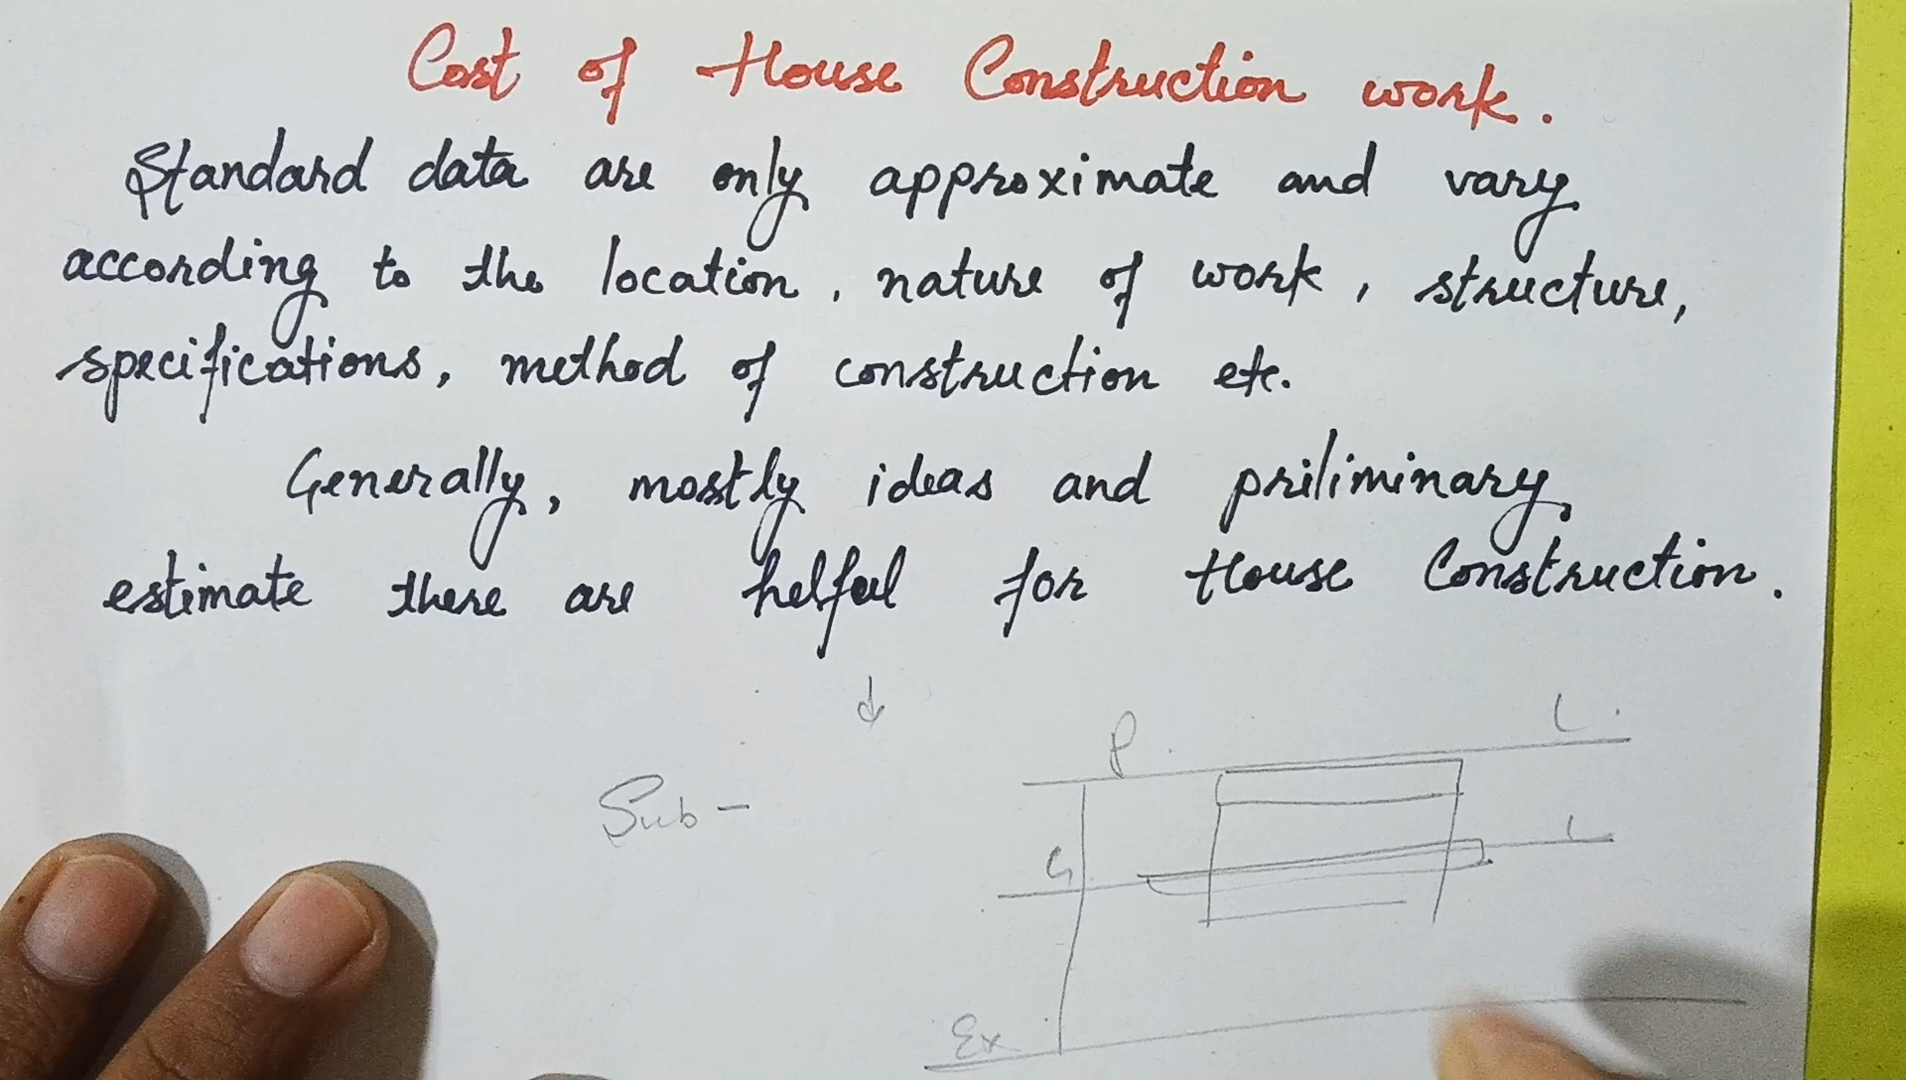 Cost of House Construction work.
Standard data are only approximate and vary
according to the location, nature of work, structure,
specifications, method of construction etc.
Generally, mostly ideas and priliminary
estimate there are helful for House Construction.
P. L.
Sub-
G L
Ex